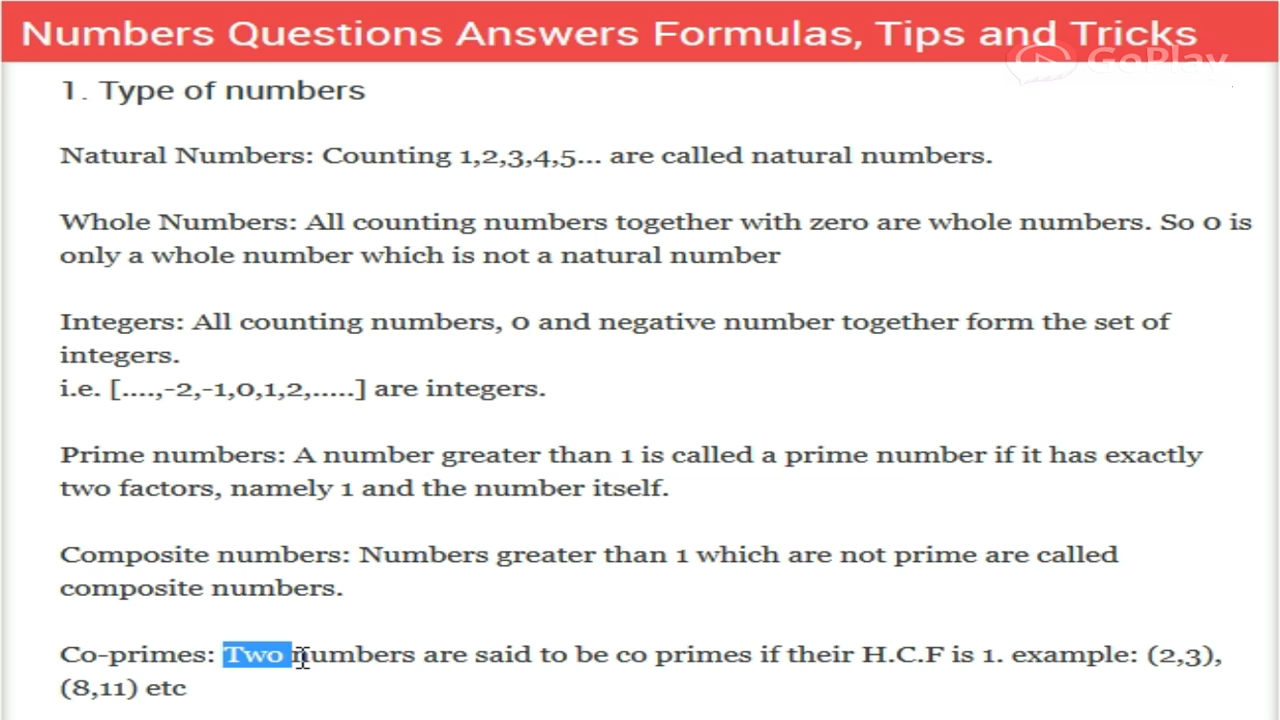 Numbers Questions Answers Formulas, Tips and Tricks
GoPlay
1. Type of numbers
Natural Numbers: Counting 1,2,3,4,5... are called natural numbers.
Whole Numbers: All counting numbers together with zero are whole numbers. So 0 is
only a whole number which is not a natural number
Integers: All counting numbers, 0 and negative number together form the set of
integers.
i.e. [....,-2,-1,0,1,2,.....] are integers.
Prime numbers: A number greater than 1 is called a prime number if it has exactly
two factors, namely 1 and the number itself.
Composite numbers: Numbers greater than 1 which are not prime are called
composite numbers.
Co-primes: Two numbers are said to be co primes if their H.C.F is 1. example: (2,3),
(8,11) etc